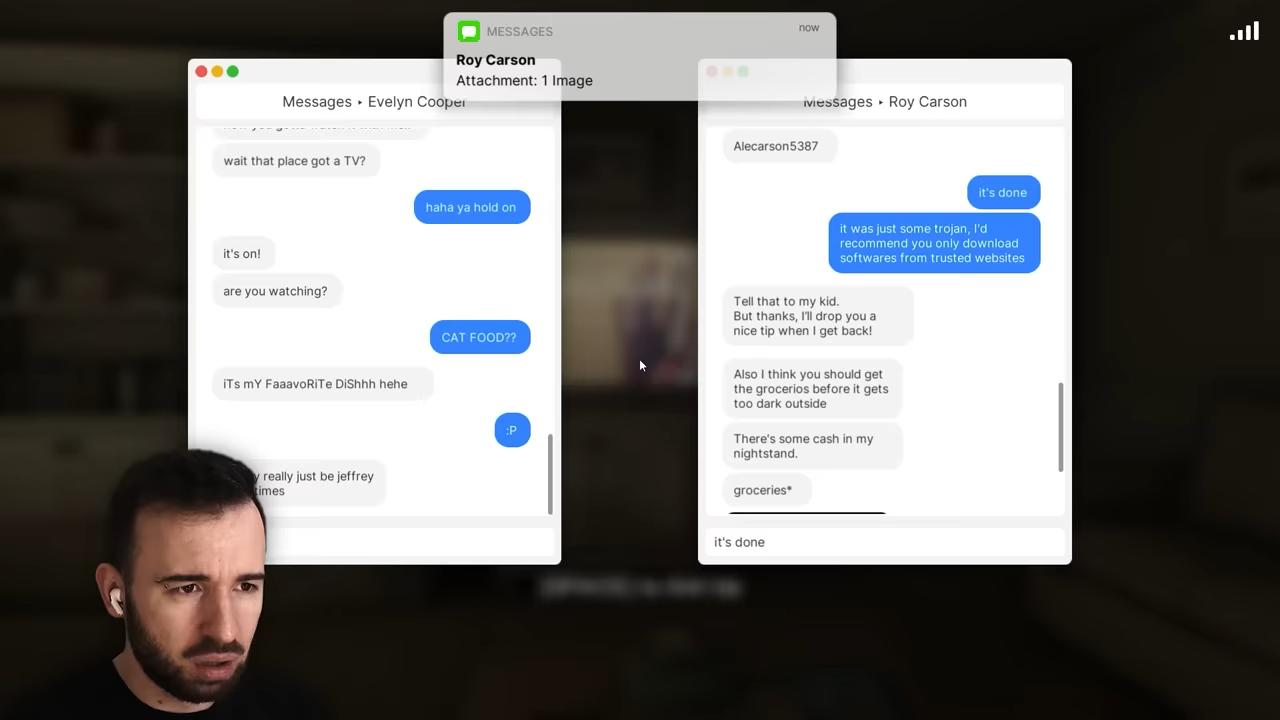 MESSAGES
now
Roy Carson
Attachment: 1 Image
Messages ▸ Evelyn Cooper
wait that place got a TV?
haha ya hold on
it's on!
are you watching?
CAT FOOD??
iTs mY FaaavoRiTe DiShhh hehe
:P
really just be jeffrey
times
Messages ▸ Roy Carson
Alecarson5387
it's done
it was just some trojan, I'd
recommend you only download
softwares from trusted websites
Tell that to my kid.
But thanks, I'll drop you a
nice tip when I get back!
Also I think you should get
the grocerios before it gets
too dark outside
There's some cash in my
nightstand.
groceries*
it's done